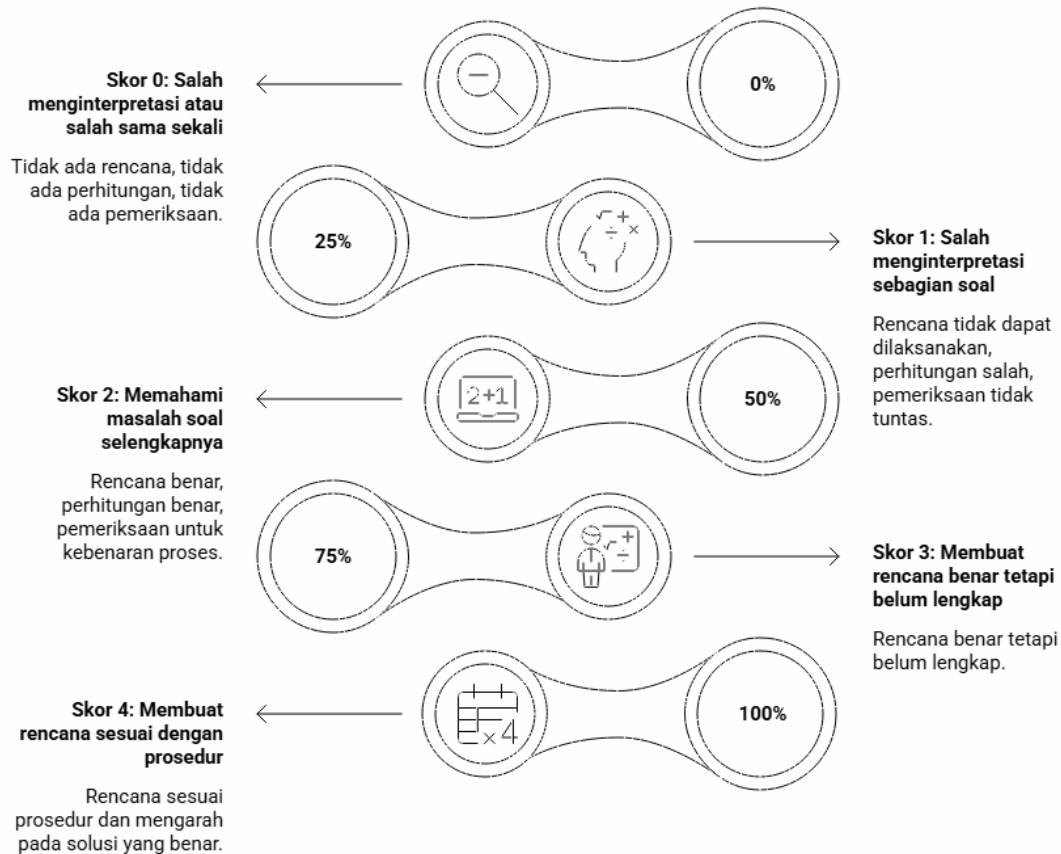 Skor 0: Salah
menginterpretasi atau
salah sama sekali
Tidak ada rencana, tidak
ada perhitungan, tidak
ada pemeriksaan.
0%
25%
√ + ÷ ×
Skor 1: Salah
menginterpretasi
sebagian soal
Rencana tidak dapat
dilaksanakan,
perhitungan salah,
pemeriksaan tidak
tuntas.
Skor 2: Memahami
masalah soal
selengkapnya
Rencana benar,
perhitungan benar,
pemeriksaan untuk
kebenaran proses.
2+1
50%
75%
√ + ÷
Skor 3: Membuat
rencana benar tetapi
belum lengkap
Rencana benar tetapi
belum lengkap.
Skor 4: Membuat
rencana sesuai dengan
prosedur
Rencana sesuai
prosedur dan mengarah
pada solusi yang benar.
×4
100%